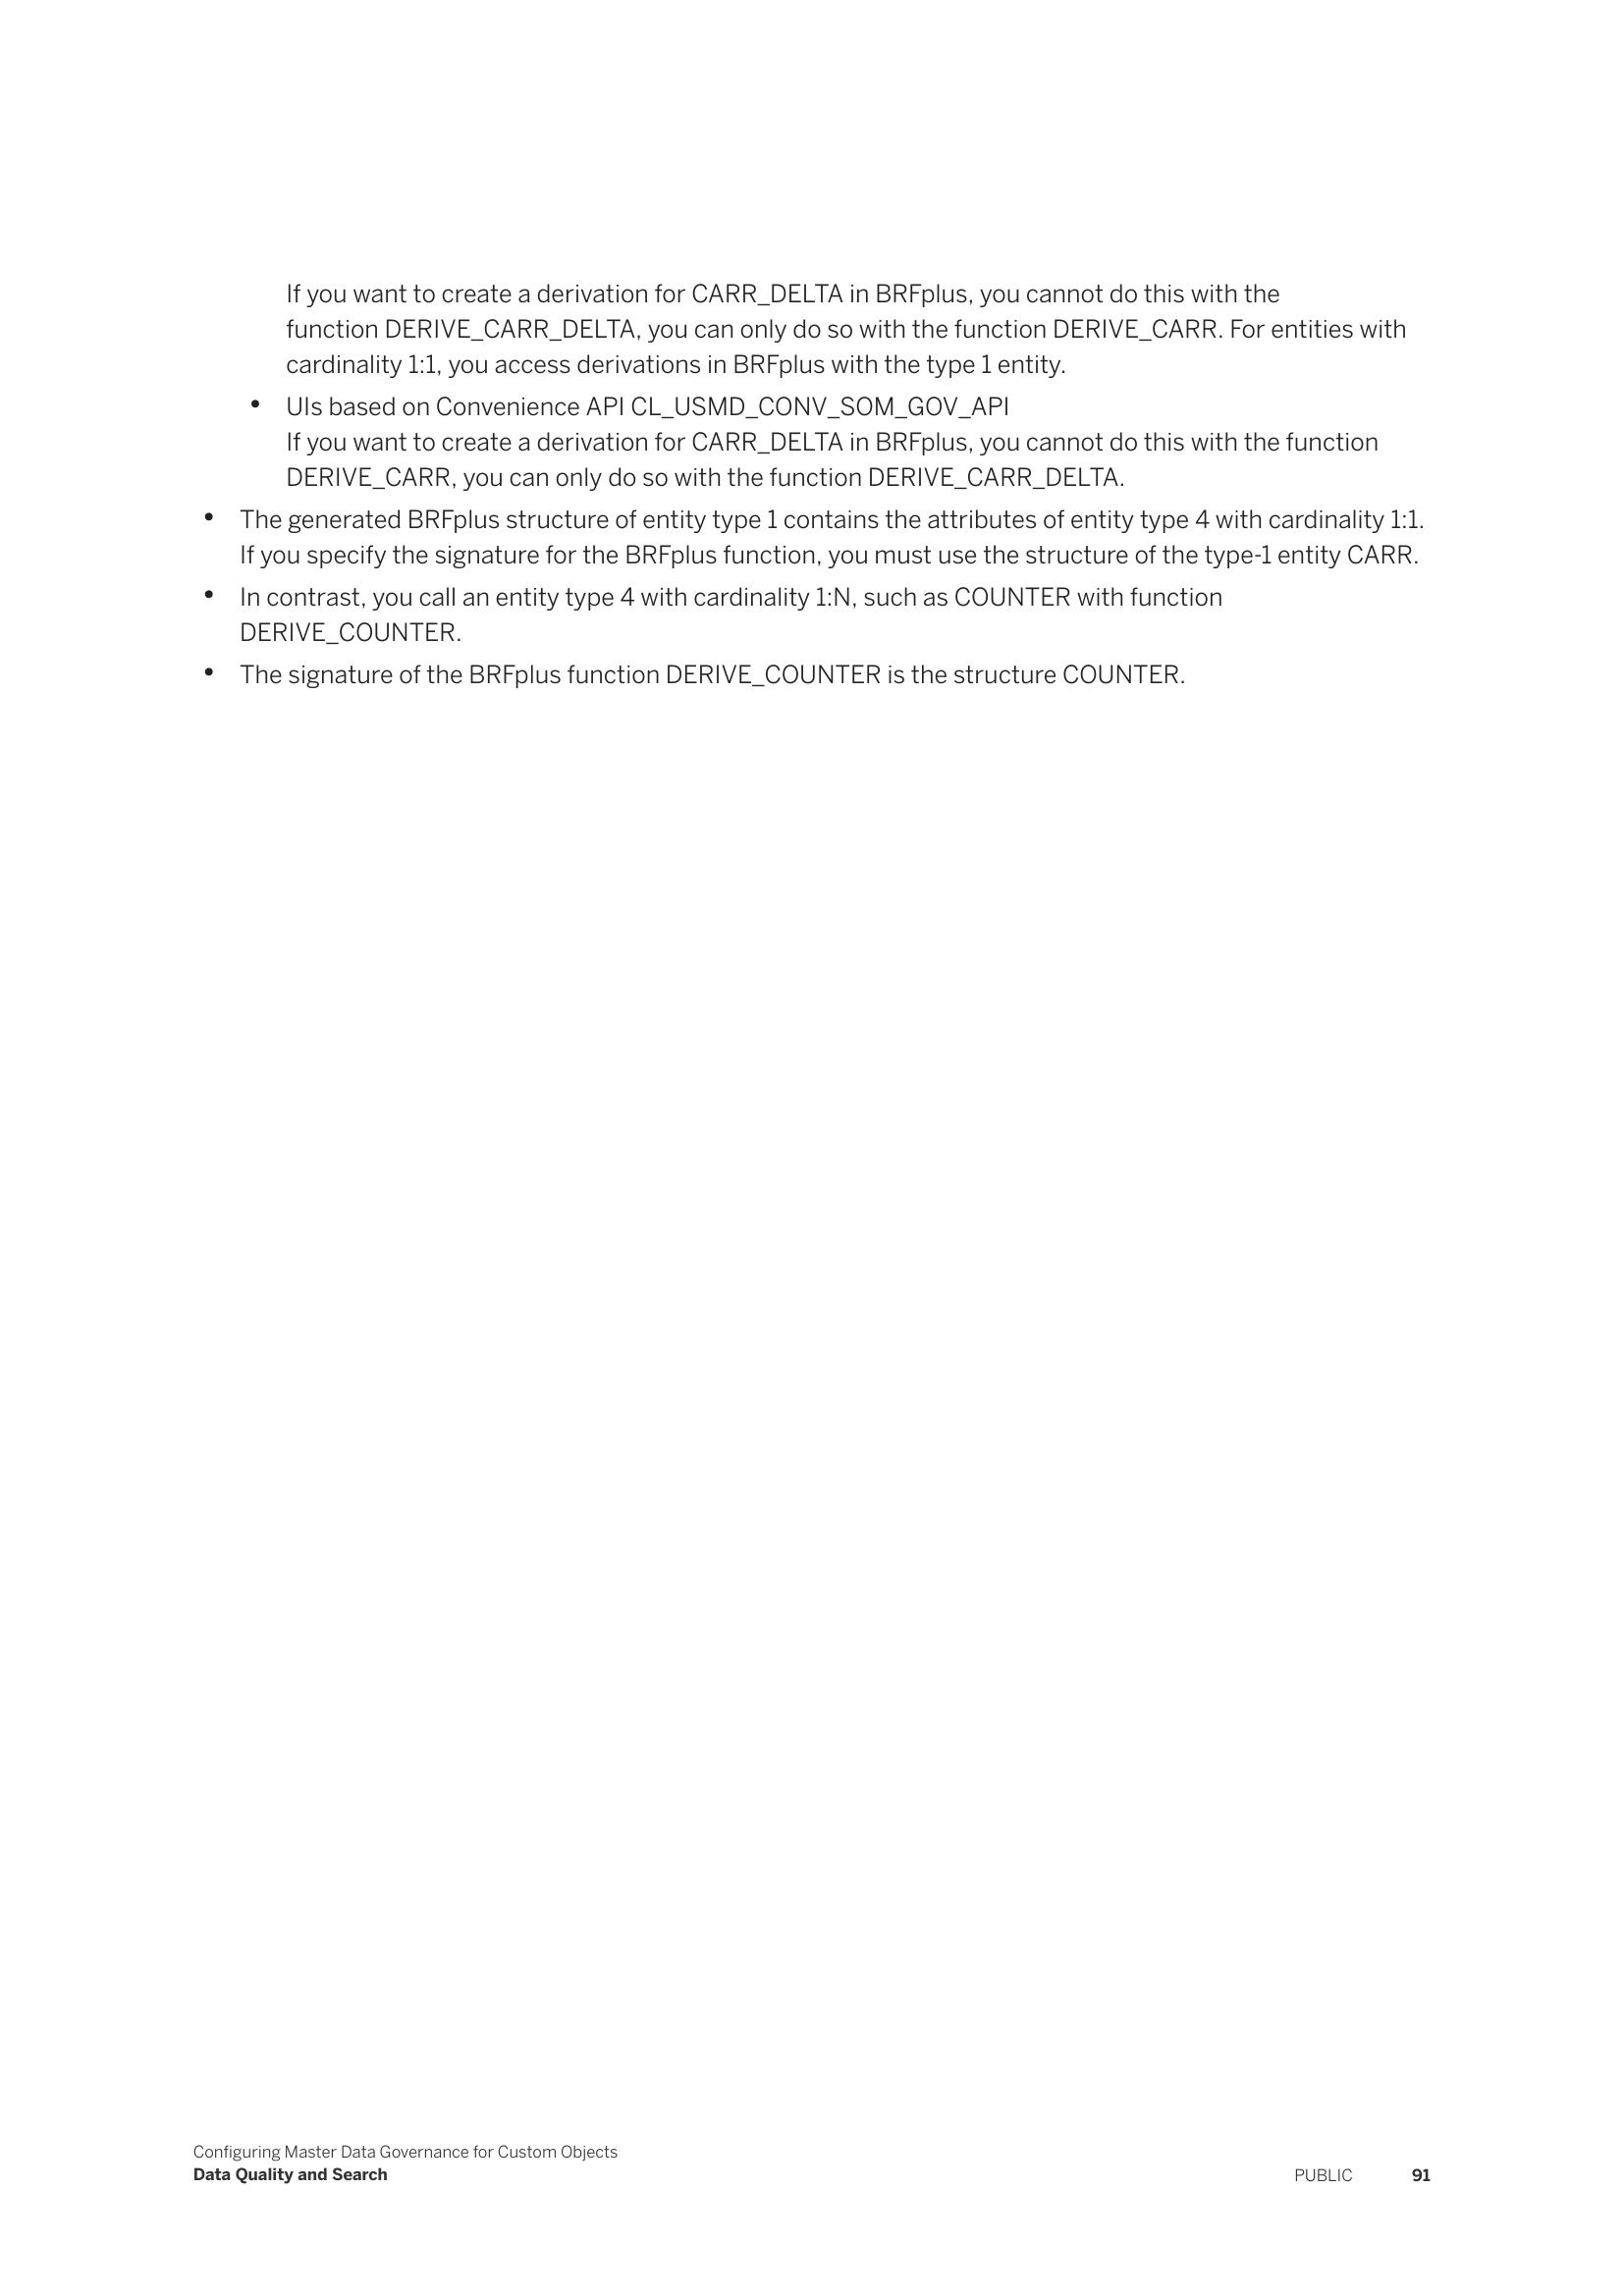 If you want to create a derivation for CARR_DELTA in BRFplus, you cannot do this with the
function DERIVE_CARR_DELTA, you can only do so with the function DERIVE_CARR. For entities with
cardinality 1:1, you access derivations in BRFplus with the type 1 entity.
• UIs based on Convenience API CL_USMD_CONV_SOM_GOV_API
If you want to create a derivation for CARR_DELTA in BRFplus, you cannot do this with the function
DERIVE_CARR, you can only do so with the function DERIVE_CARR_DELTA.
• The generated BRFplus structure of entity type 1 contains the attributes of entity type 4 with cardinality 1:1.
If you specify the signature for the BRFplus function, you must use the structure of the type-1 entity CARR.
• In contrast, you call an entity type 4 with cardinality 1:N, such as COUNTER with function
DERIVE_COUNTER.
• The signature of the BRFplus function DERIVE_COUNTER is the structure COUNTER.
Configuring Master Data Governance for Custom Objects
Data Quality and Search
PUBLIC 91